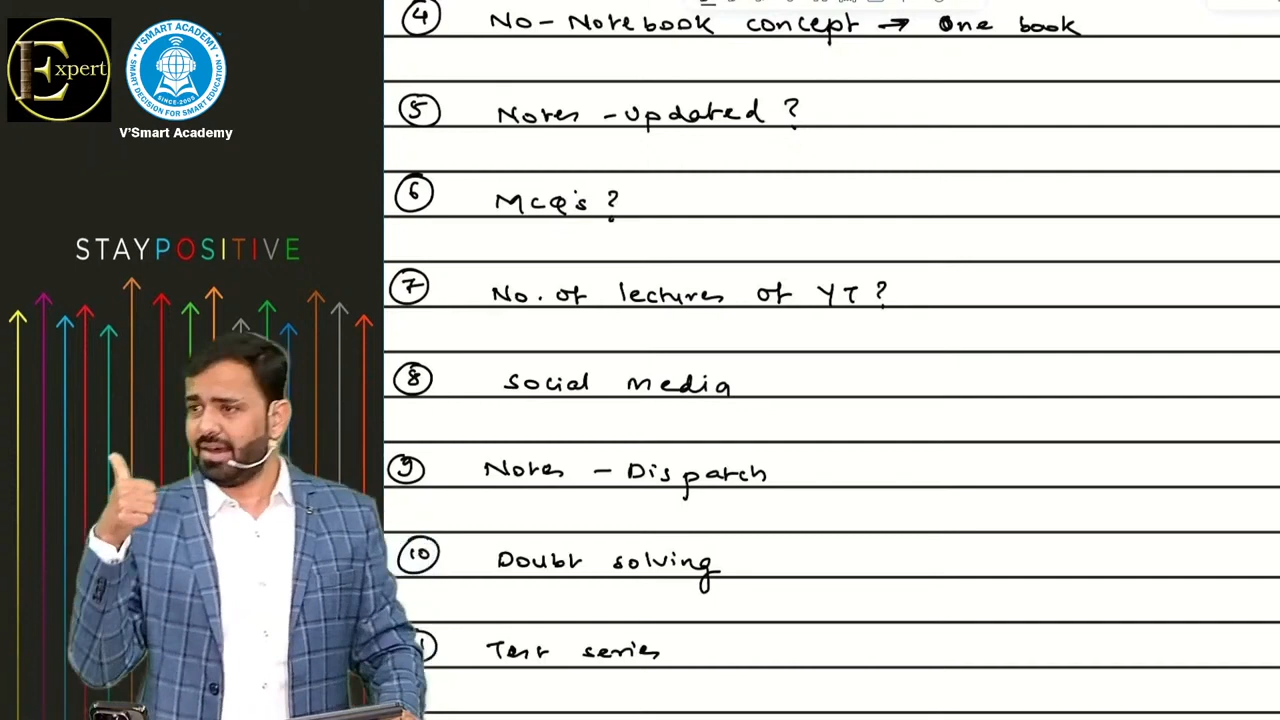 Expert
V'SMART ACADEMY
SMART DECISION FOR SMART EDUCATION
SINCE-2005
V'Smart Academy
STAYPOSITIVE
④ No-Notebook concept → One book
⑤ Notes - Updated ?
⑥ MCQ's ?
⑦ No. of lectures of YT ?
⑧ Social media
⑨ Notes - Dispatch
⑩ Doubt solving
Test series